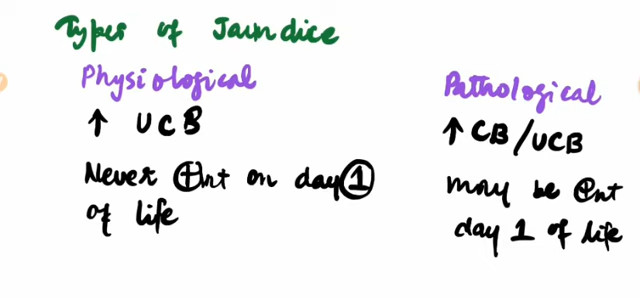 Types of Jaundice
Physiological
↑ UCB
Never ⊕nt on day ①
of life
Pathological
↑ CB/UCB
may be ⊕nt
day 1 of life